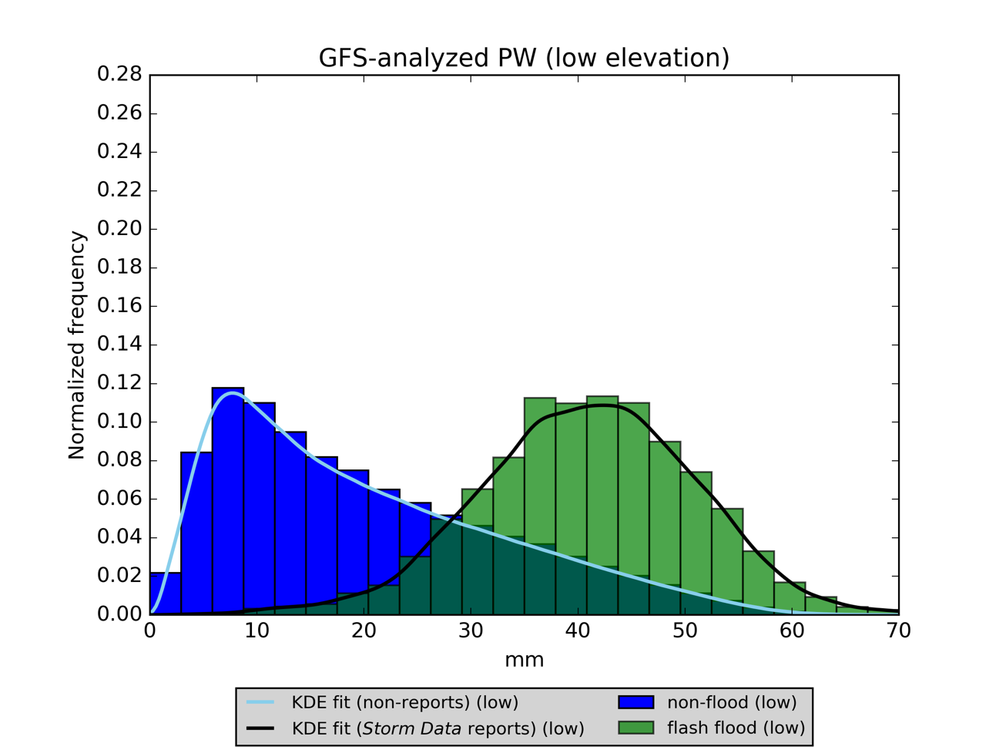 GFS-analyzed PW (low elevation)
0.28
0.26
0.24
0.22
0.20
0.18
0.16
0.14
0.12
0.10
0.08
0.06
0.04
0.02
0.00
Normalized frequency
0 10 20 30 40 50 60 70
mm
KDE fit (non-reports) (low) non-flood (low)
KDE fit (Storm Data reports) (low) flash flood (low)